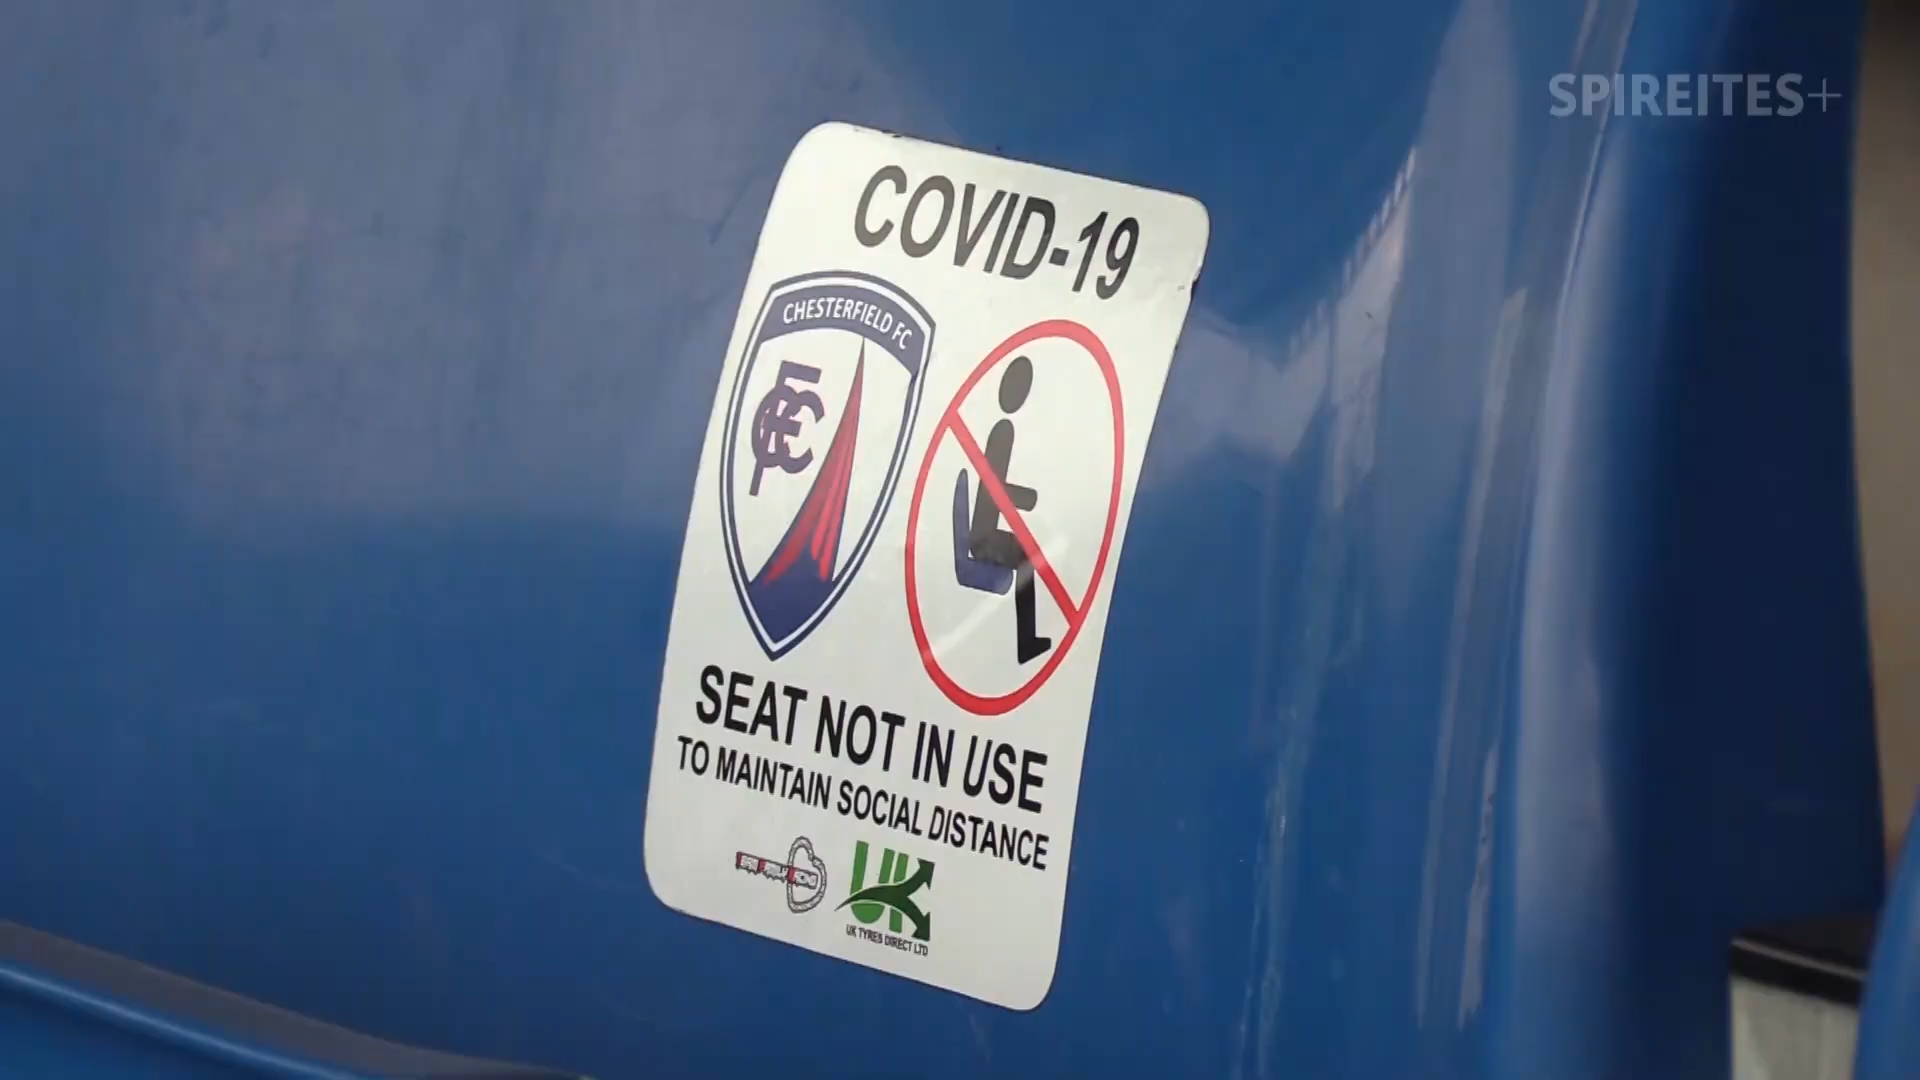 SPIREITES+
COVID-19
CHESTERFIELD FC
SEAT NOT IN USE
TO MAINTAIN SOCIAL DISTANCE
UK
UK TYRES DIRECT LTD